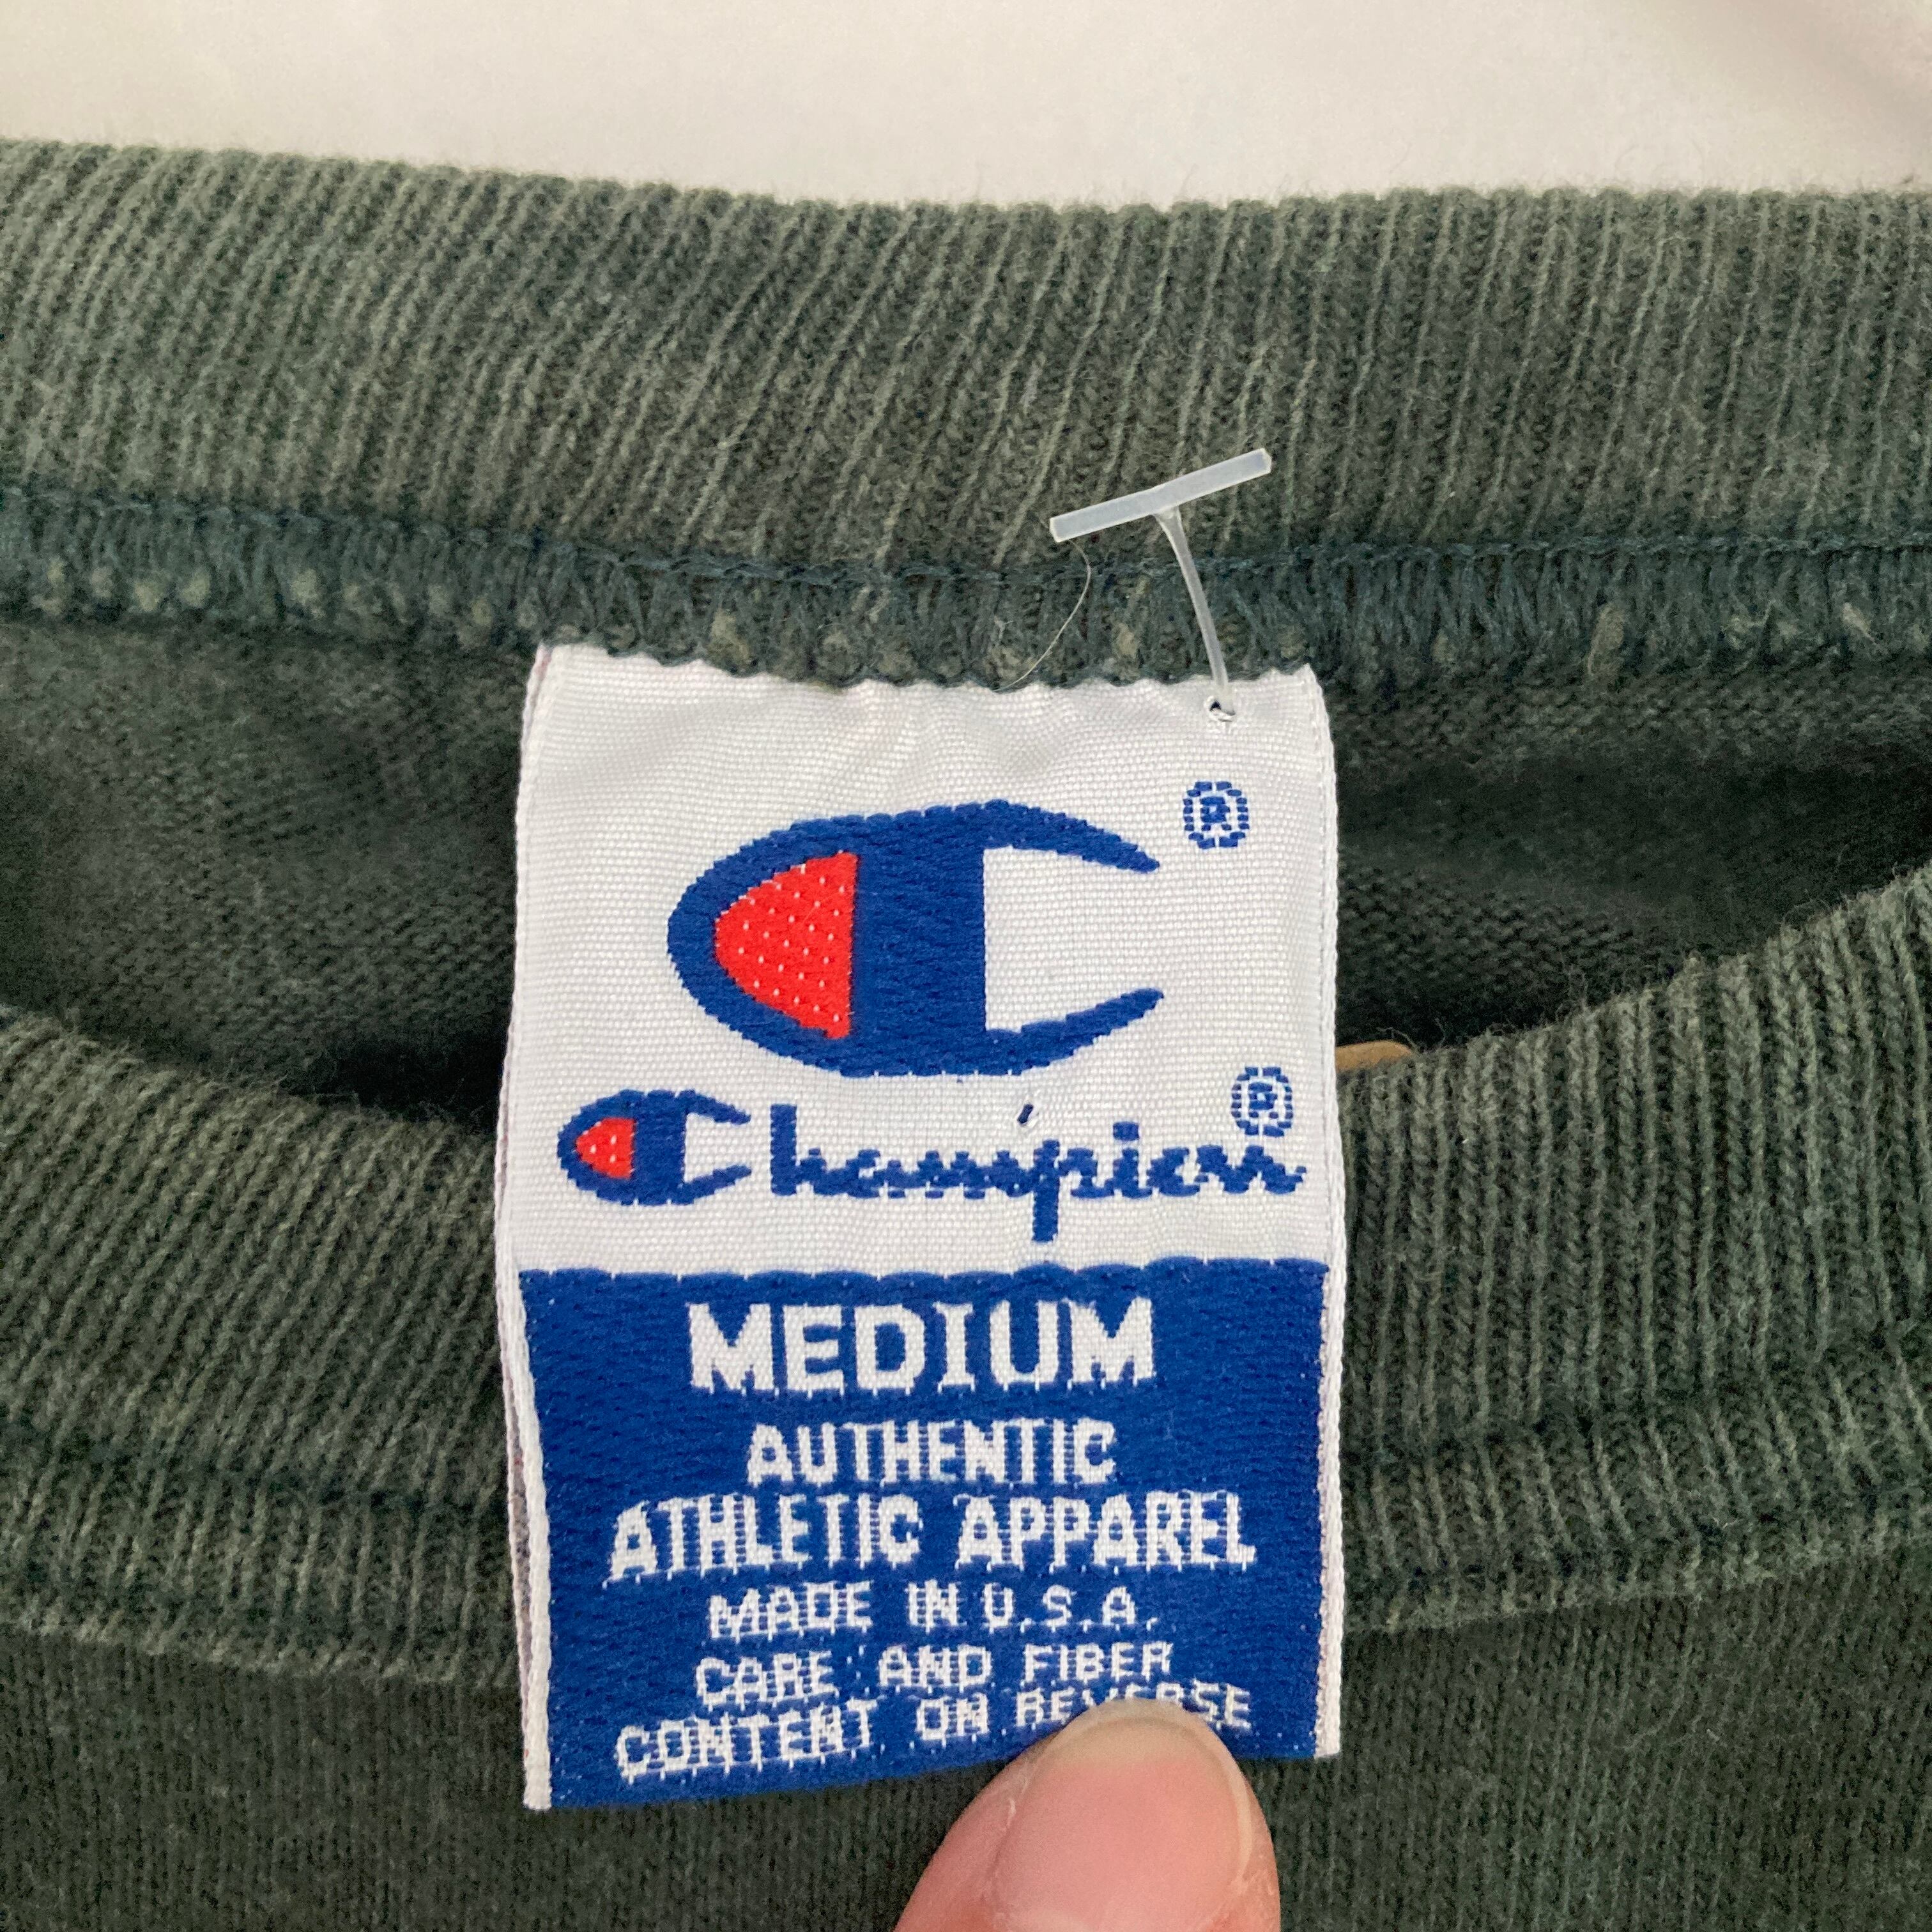 ®
Champion®
MEDIUM
AUTHENTIC
ATHLETIC APPAREL
MADE IN U.S.A.
CARE AND FIBER
CONTENT ON REVERSE